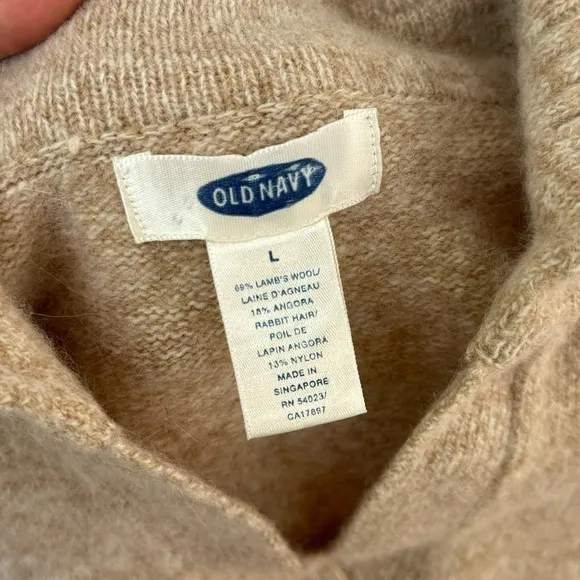 OLD NAVY
L
69% LAMB'S WOOL/
LAINE D'AGNEAU
18% ANGORA
RABBIT HAIR/
POIL DE
LAPIN ANGORA
13% NYLON
MADE IN
SINGAPORE
RN 54023/
CA17897